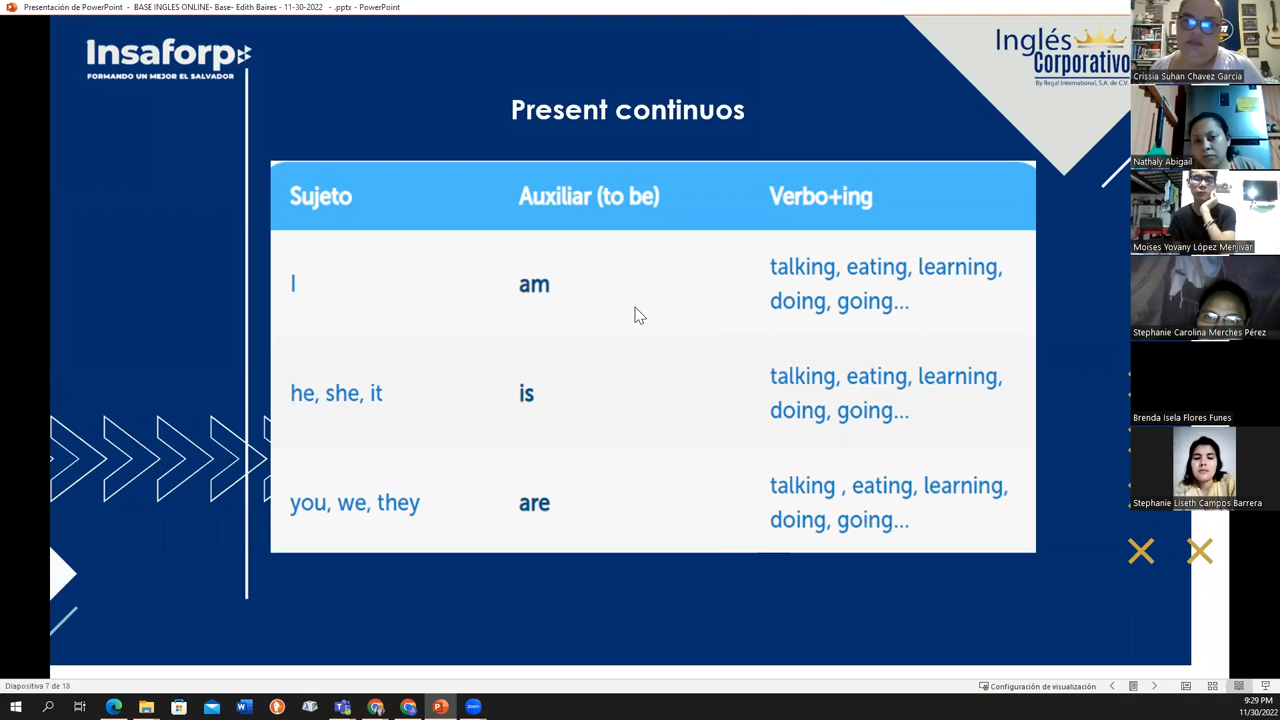 Presentación de PowerPoint - BASE INGLES ONLINE- Base- Edith Baires - 11-30-2022 - .pptx - PowerPoint
Insaforp
FORMANDO UN MEJOR EL SALVADOR
Inglés
Corporativo
By Regal International, S.A. de C.V.
Present continuos
Sujeto Auxiliar (to be) Verbo+ing
I am talking, eating, learning,
doing, going...
he, she, it is talking, eating, learning,
doing, going...
you, we, they are talking , eating, learning,
doing, going...
Crissia Suhan Chavez Garcia
Nathaly Abigail
Moises Yovany López Menjivar
Stephanie Carolina Merches Pérez
Brenda Isela Flores Funes
Stephanie Liseth Campos Barrera
Diapositiva 7 de 18
Configuración de visualización
9:29 PM
11/30/2022